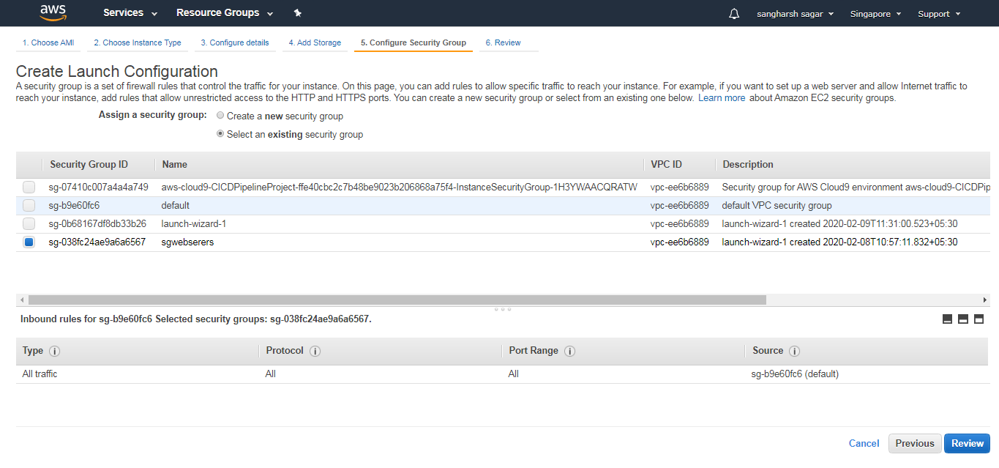 aws Services Resource Groups sangharsh sagar Singapore Support
1. Choose AMI 2. Choose Instance Type 3. Configure details 4. Add Storage 5. Configure Security Group 6. Review
Create Launch Configuration
A security group is a set of firewall rules that control the traffic for your instance. On this page, you can add rules to allow specific traffic to reach your instance. For example, if you want to set up a web server and allow Internet traffic to
reach your instance, add rules that allow unrestricted access to the HTTP and HTTPS ports. You can create a new security group or select from an existing one below. Learn more about Amazon EC2 security groups.
Assign a security group: Create a new security group
Select an existing security group
Security Group ID Name VPC ID Description
sg-07410c007a4a4a749 aws-cloud9-CICDPipelineProject-ffe40cbc2c7b48be9023b206868a75f4-InstanceSecurityGroup-1H3YWAACQRATW vpc-ee6b6889 Security group for AWS Cloud9 environment aws-cloud9-CICDPip
sg-b9e60fc6 default vpc-ee6b6889 default VPC security group
sg-0b68167df8db33b26 launch-wizard-1 vpc-ee6b6889 launch-wizard-1 created 2020-02-09T11:31:00.523+05:30
sg-038fc24ae9a6a6567 sgwebserers vpc-ee6b6889 launch-wizard-1 created 2020-02-08T10:57:11.832+05:30
Inbound rules for sg-b9e60fc6 Selected security groups: sg-038fc24ae9a6a6567.
Type Protocol Port Range Source
All traffic All All sg-b9e60fc6 (default)
Cancel Previous Review